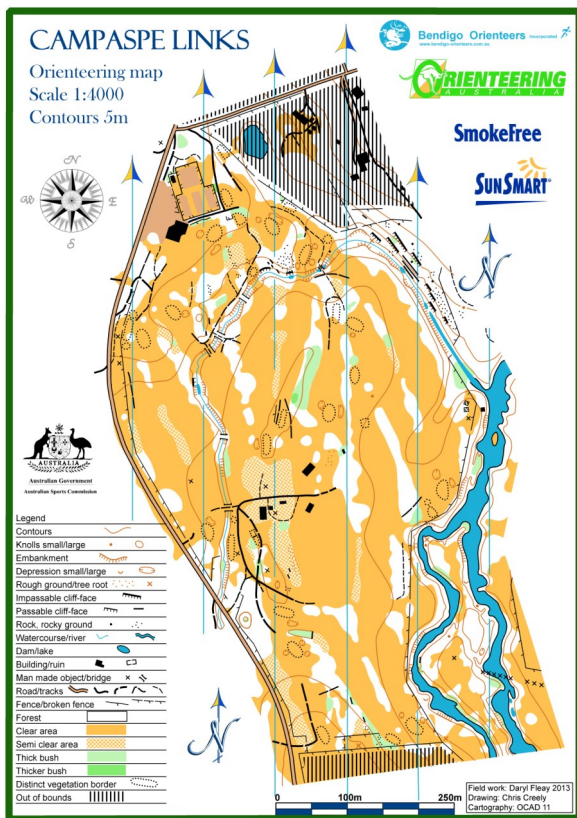 CAMPASPE LINKS
Orienteering map
Scale 1:4000
Contours 5m
Bendigo Orienteers Incorporated
www.bendigo-orienteers.com.au
ORIENTEERING
AUSTRALIA
SmokeFree
SUNSMART
N
W
E
S
N
AUSTRALIA
Australian Government
Australian Sports Commission
Legend
Contours
Knolls small/large
Embankment
Depression small/large
Rough ground/tree root
Impassable cliff-face
Passable cliff-face
Rock, rocky ground
Watercourse/river
Dam/lake
Building/ruin
Man made object/bridge
Road/tracks
Fence/broken fence
Forest
Clear area
Semi clear area
Thick bush
Thicker bush
Distinct vegetation border
Out of bounds
N
0 100m 250m
Field work: Daryl Fleay 2013
Drawing: Chris Creely
Cartography: OCAD 11